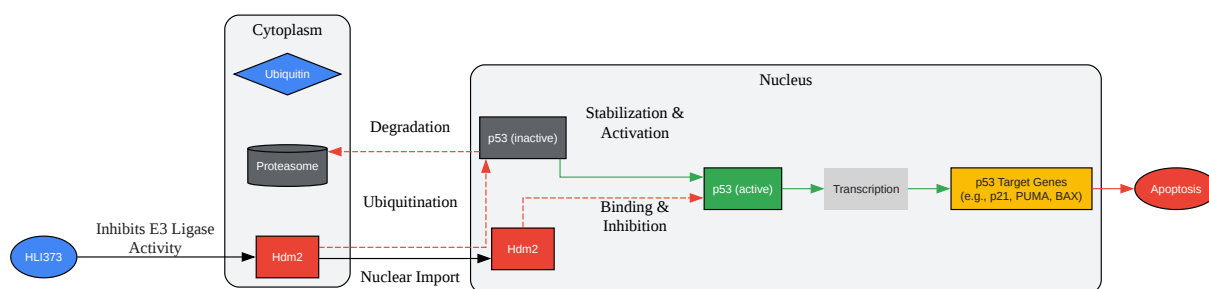 Cytoplasm
Ubiquitin
Proteasome
Hdm2
HLI373
Inhibits E3 Ligase
Activity
Degradation
Ubiquitination
Nuclear Import
Nucleus
p53 (inactive)
Stabilization &
Activation
Hdm2
Binding &
Inhibition
p53 (active)
Transcription
p53 Target Genes
(e.g., p21, PUMA, BAX)
Apoptosis